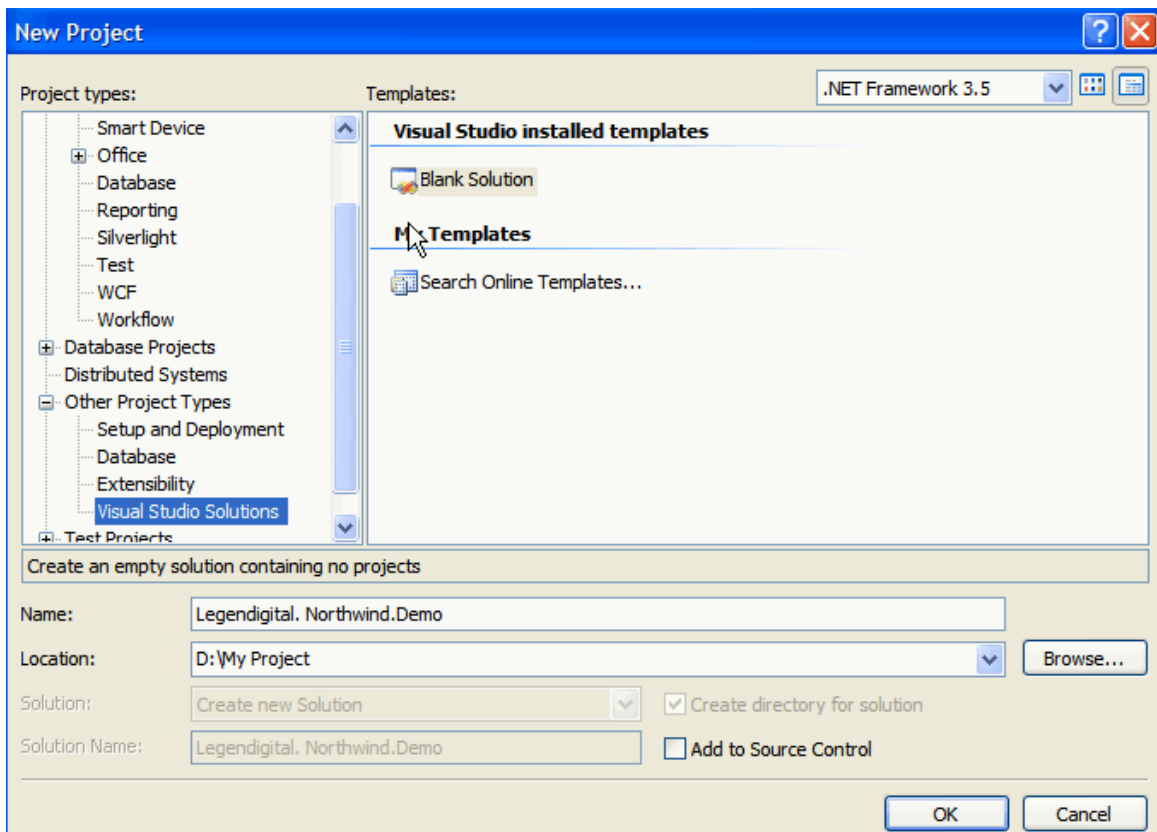 New Project
Project types:
Templates:
.NET Framework 3.5
Smart Device
Office
Database
Reporting
Silverlight
Test
WCF
Workflow
Database Projects
Distributed Systems
Other Project Types
Setup and Deployment
Database
Extensibility
Visual Studio Solutions
Test Projects
Visual Studio installed templates
Blank Solution
My Templates
Search Online Templates...
Create an empty solution containing no projects
Name:
Legendigital. Northwind.Demo
Location:
D:\My Project
Browse...
Solution:
Create new Solution
Create directory for solution
Solution Name:
Legendigital. Northwind.Demo
Add to Source Control
OK
Cancel